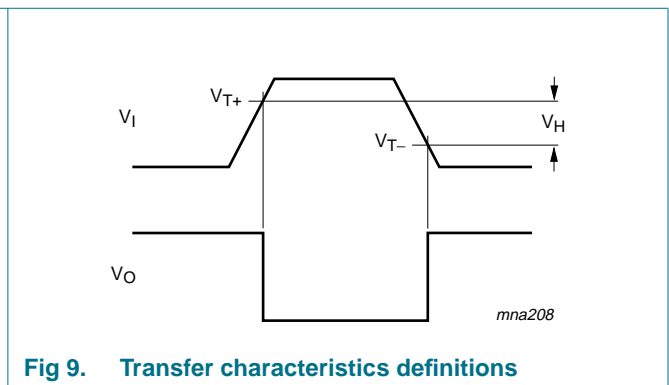 VT+
VI
VH
VT−
VO
mna208
Fig 9. Transfer characteristics definitions